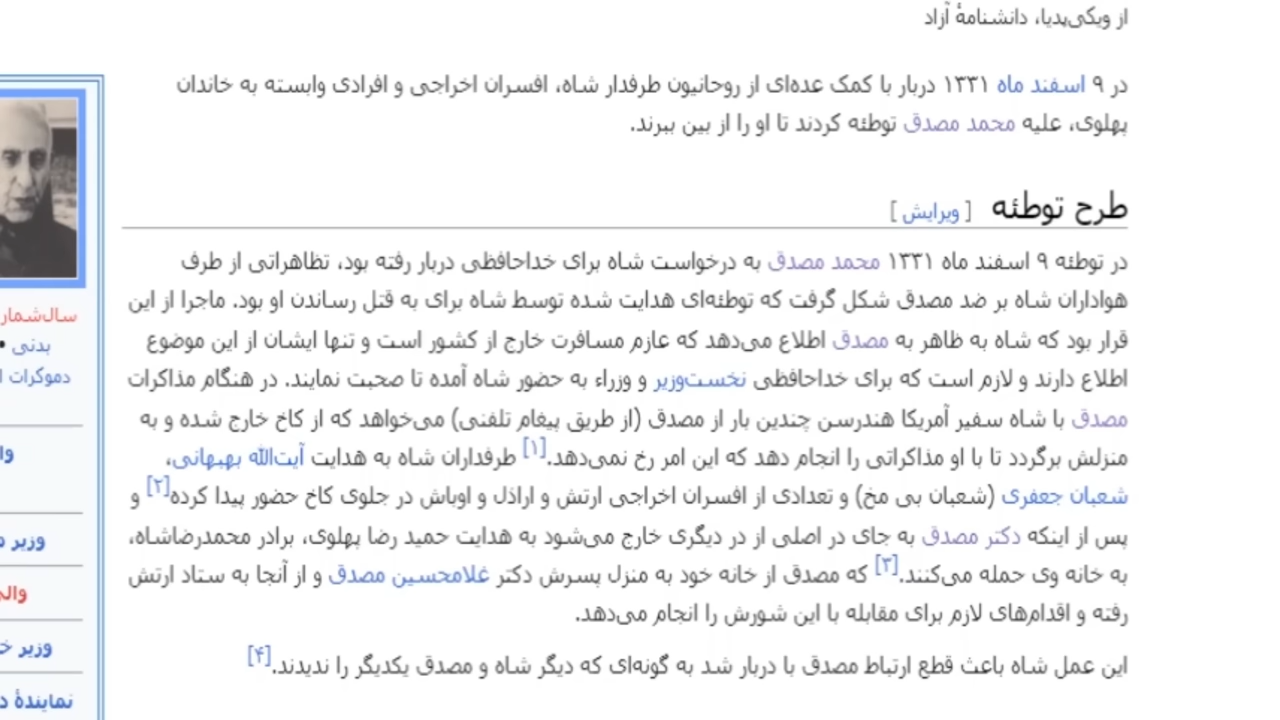 از ویکی‌پدیا، دانشنامهٔ آزاد
در ۹ اسفند ماه ۱۳۳۱ دربار با کمک عده‌ای از روحانیون طرفدار شاه، افسران اخراجی و افرادی وابسته به خاندان
پهلوی، علیه محمد مصدق توطئه کردند تا او را از بین ببرند.
طرح توطئه [ ویرایش ]
در توطئه ۹ اسفند ماه ۱۳۳۱ محمد مصدق به درخواست شاه برای خداحافظی دربار رفته بود، تظاهراتی از طرف
هواداران شاه بر ضد مصدق شکل گرفت که توطئه‌ای هدایت شده توسط شاه برای به قتل رساندن او بود. ماجرا از این
قرار بود که شاه به ظاهر به مصدق اطلاع می‌دهد که عازم مسافرت خارج از کشور است و تنها ایشان از این موضوع
اطلاع دارند و لازم است که برای خداحافظی نخست‌وزیر و وزراء به حضور شاه آمده تا صحبت نمایند. در هنگام مذاکرات
مصدق با شاه سفیر آمریکا هندرسن چندین بار از مصدق (از طریق پیغام تلفنی) می‌خواهد که از کاخ خارج شده و به
منزلش برگردد تا با او مذاکراتی را انجام دهد که این امر رخ نمی‌دهد.[۱] طرفداران شاه به هدایت آیت‌الله بهبهانی،
شعبان جعفری (شعبان بی مخ) و تعدادی از افسران اخراجی ارتش و اراذل و اوباش در جلوی کاخ حضور پیدا کرده[۲] و
پس از اینکه دکتر مصدق به جای در اصلی از در دیگری خارج می‌شود به هدایت حمید رضا پهلوی، برادر محمدرضاشاه،
به خانه وی حمله می‌کنند.[۳] که مصدق از خانه خود به منزل پسرش دکتر غلامحسین مصدق و از آنجا به ستاد ارتش
رفته و اقدام‌های لازم برای مقابله با این شورش را انجام می‌دهد.
این عمل شاه باعث قطع ارتباط مصدق با دربار شد به گونه‌ای که دیگر شاه و مصدق یکدیگر را ندیدند.[۴]
سال‌شمار
بدنی •
دموکرات
وزیر
وزیر
نمایندهٔ